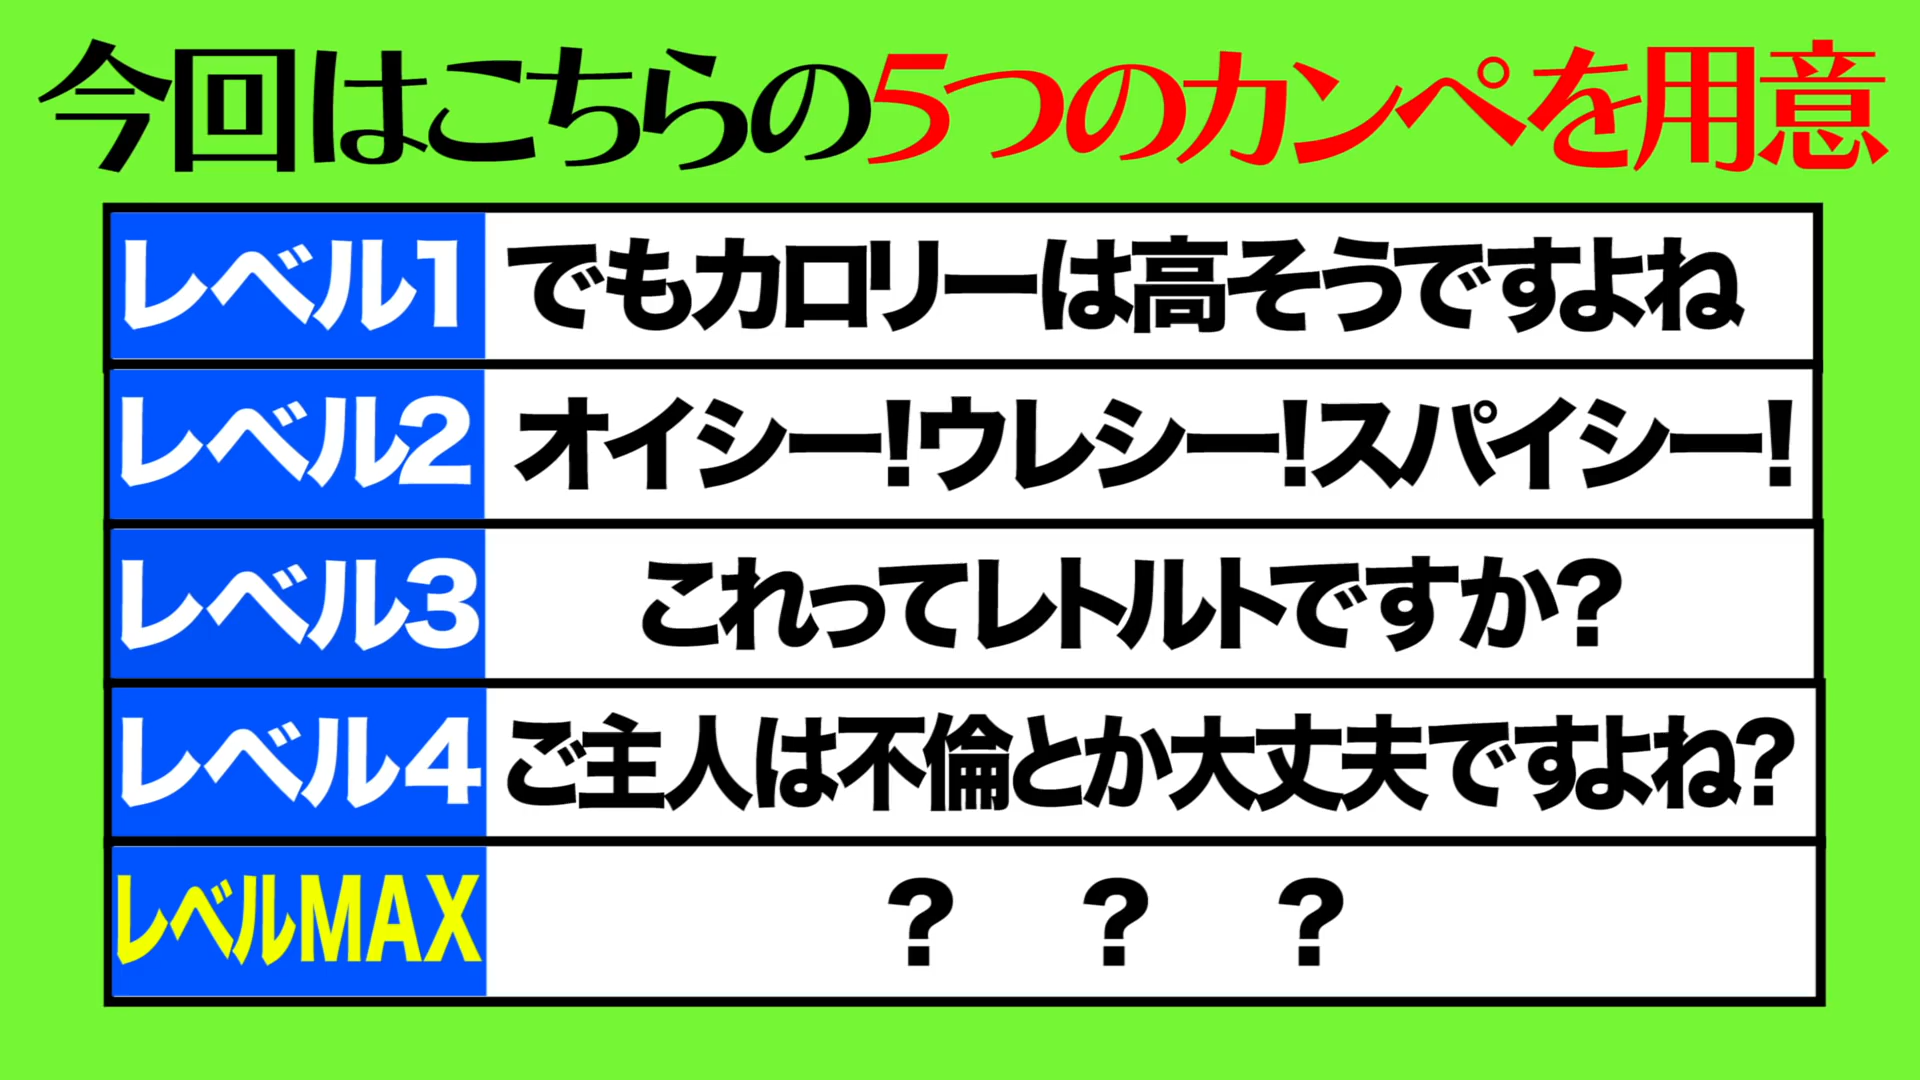 今回はこちらの5つのカンペを用意
レベル1 でもカロリーは高そうですよね
レベル2 オイシー!ウレシー!スパイシー!
レベル3 これってレトルトですか?
レベル4 ご主人は不倫とか大丈夫ですよね?
レベルMAX ? ? ?